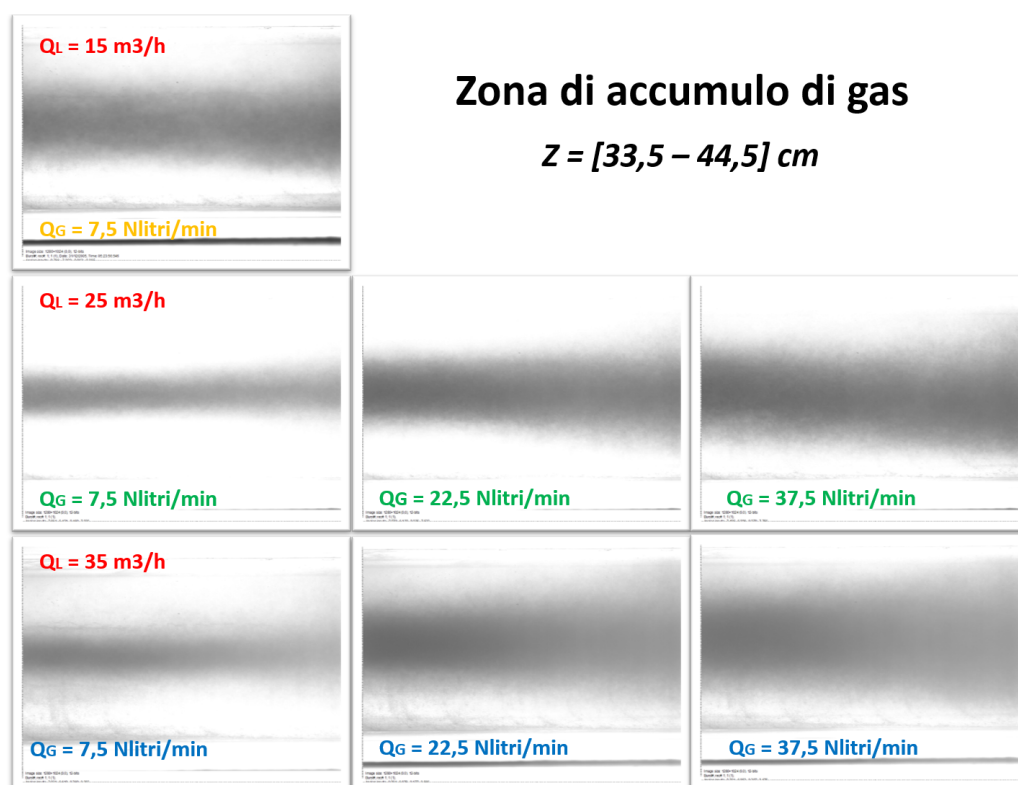 QL = 15 m3/h
Zona di accumulo di gas
Z = [33,5 – 44,5] cm
QG = 7,5 Nlitri/min
QL = 25 m3/h
QG = 7,5 Nlitri/min
QG = 22,5 Nlitri/min
QG = 37,5 Nlitri/min
QL = 35 m3/h
QG = 7,5 Nlitri/min
QG = 22,5 Nlitri/min
QG = 37,5 Nlitri/min